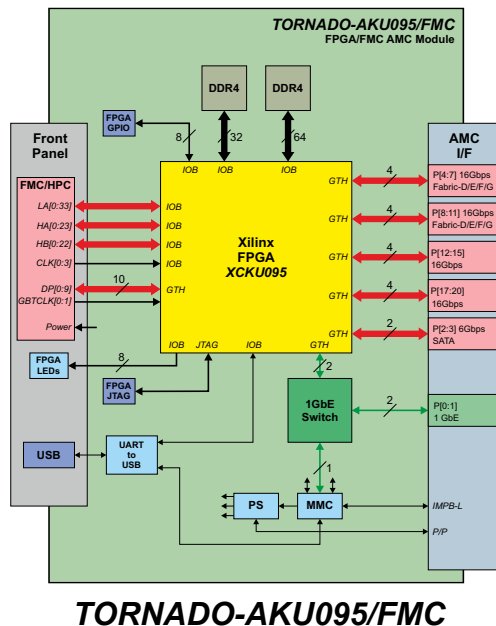 TORNADO-AKU095/FMC
FPGA/FMC AMC Module
DDR4
DDR4
FPGA
GPIO
8
32
64
IOB
IOB
IOB
Front
Panel
AMC
I/F
FMC/HPC
LA[0:33]
HA[0:23]
HB[0:22]
CLK[0:3]
DP[0:9]
GBTCLK[0:1]
Power
10
IOB
IOB
IOB
IOB
GTH
Xilinx
FPGA
XCKU095
GTH
GTH
GTH
GTH
GTH
4
4
4
4
2
P[4:7] 16Gbps
Fabric-D/E/F/G
P[8:11] 16Gbps
Fabric-D/E/F/G
P[12:15]
16Gbps
P[17:20]
16Gbps
P[2:3] 6Gbps
SATA
IOB
JTAG
IOB
GTH
FPGA
LEDs
8
FPGA
JTAG
2
1GbE
Switch
2
P[0:1]
1 GbE
USB
UART
to
USB
1
PS
MMC
IMPB-L
P/P
TORNADO-AKU095/FMC